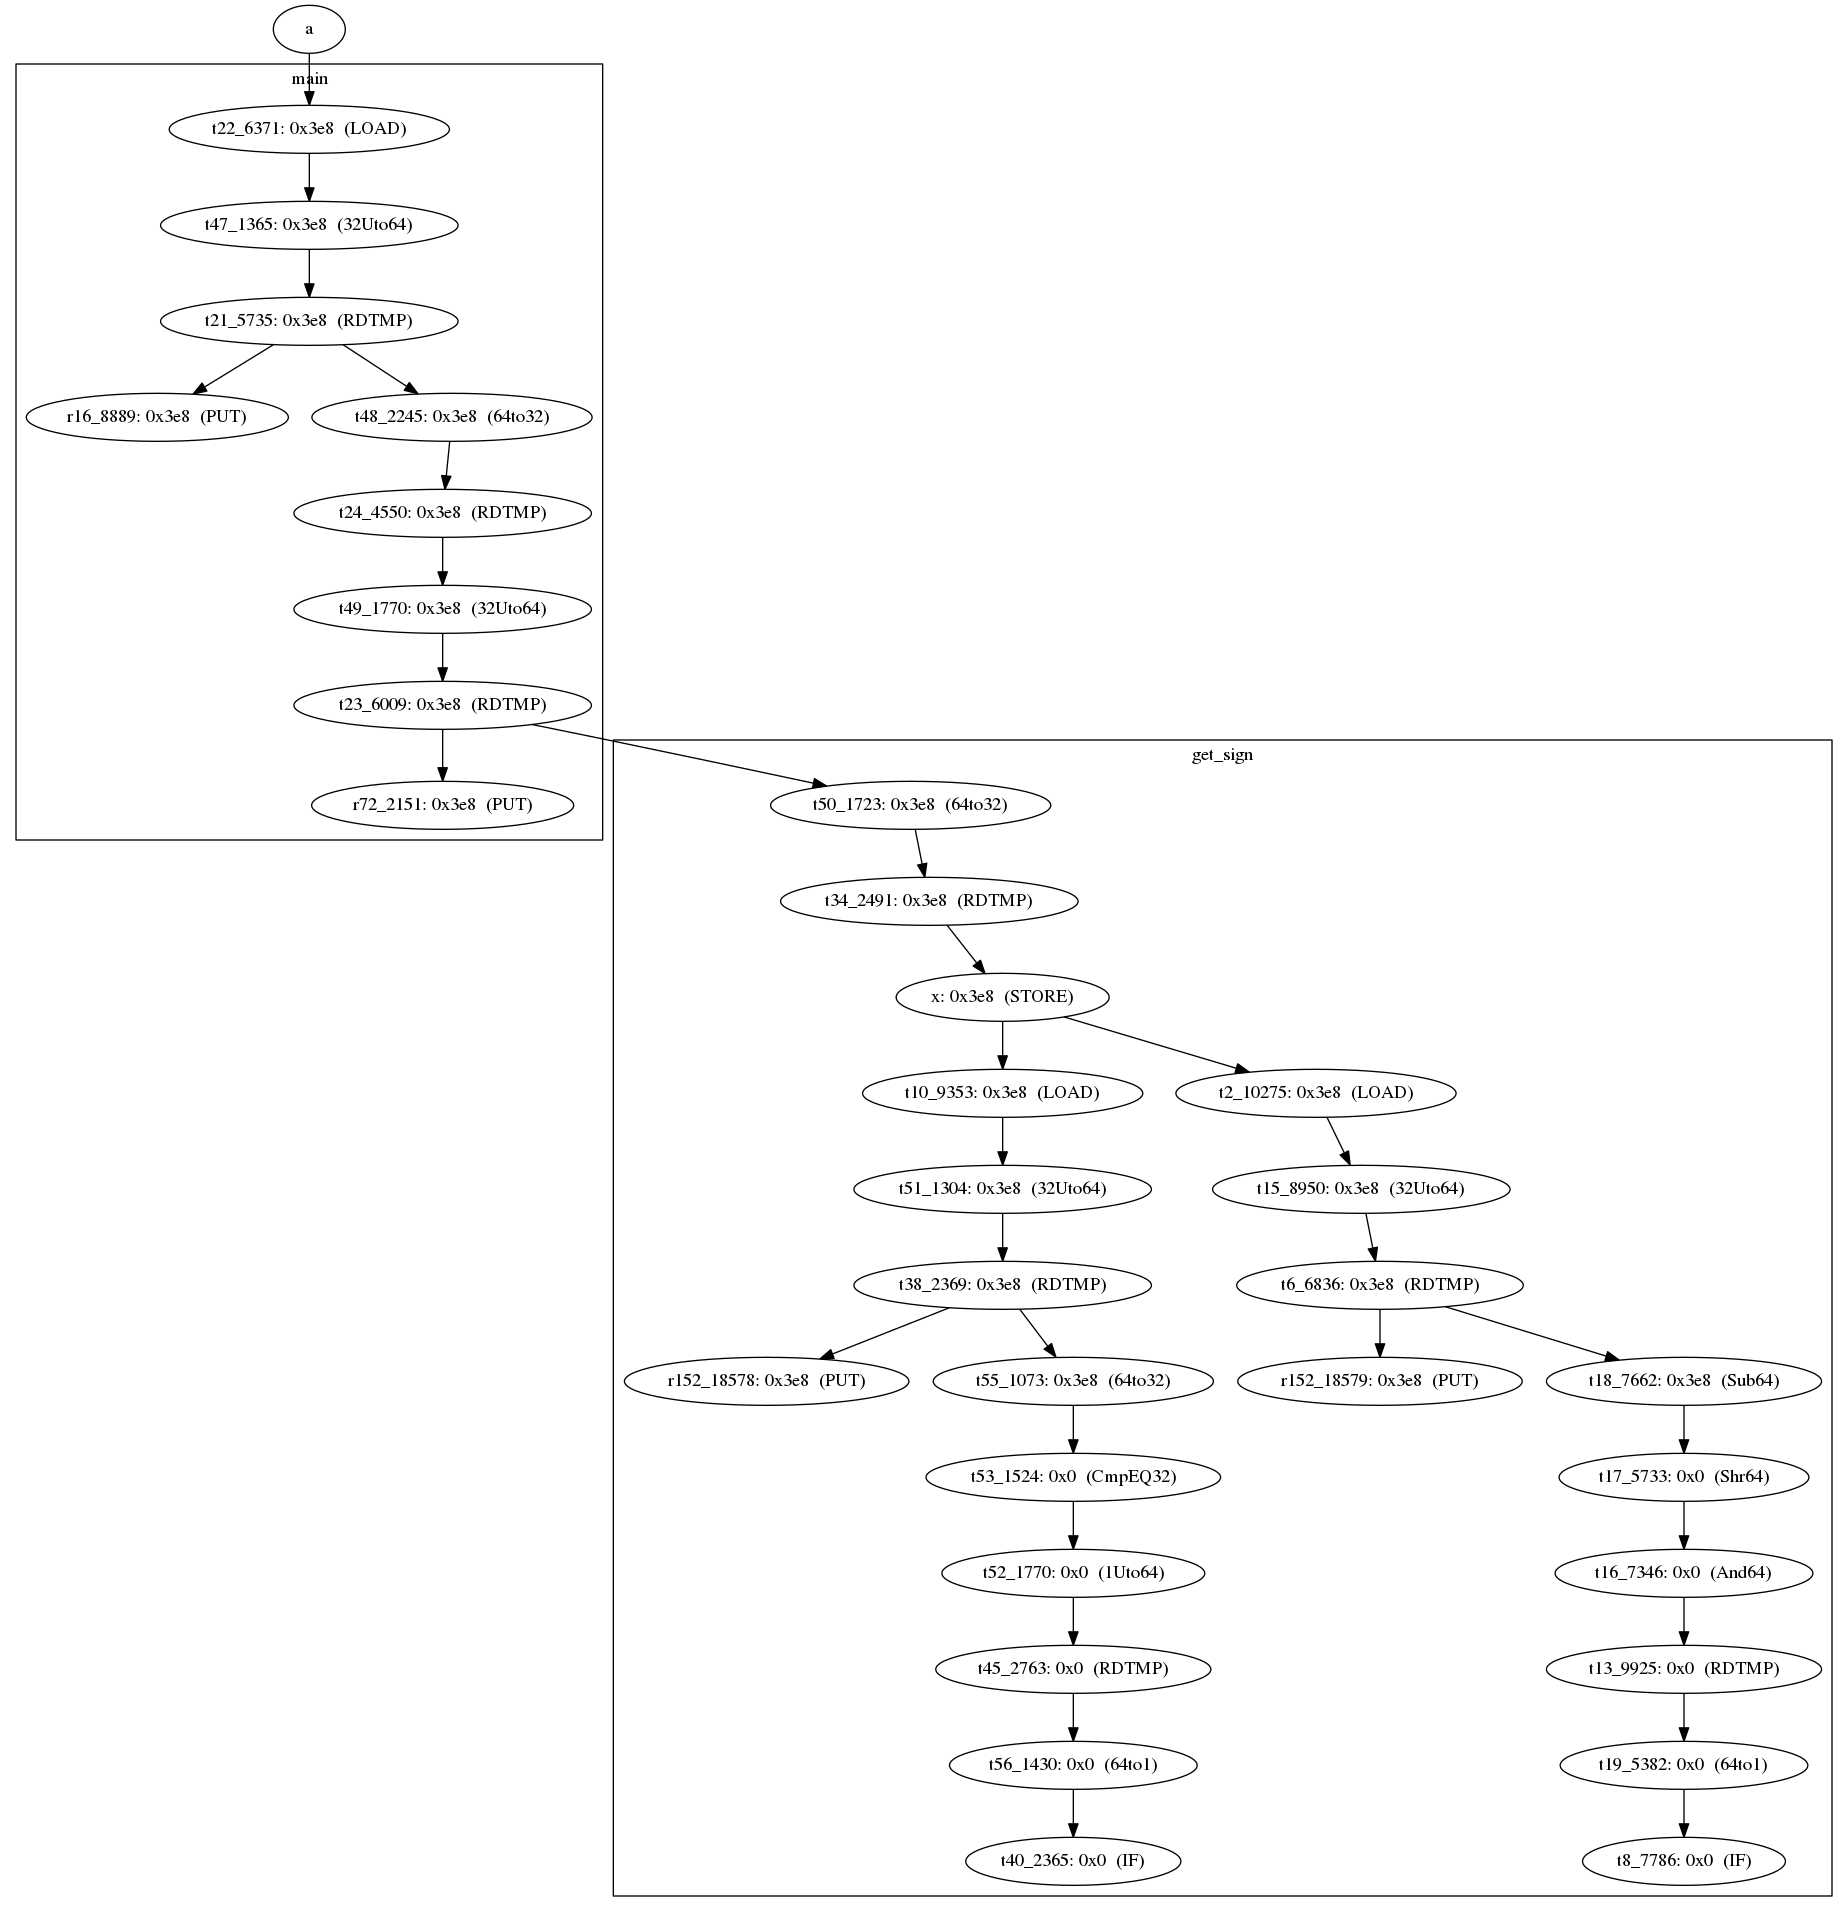 a
main
t22_6371: 0x3e8 (LOAD)
t47_1365: 0x3e8 (32Uto64)
t21_5735: 0x3e8 (RDTMP)
r16_8889: 0x3e8 (PUT)
t48_2245: 0x3e8 (64to32)
t24_4550: 0x3e8 (RDTMP)
t49_1770: 0x3e8 (32Uto64)
t23_6009: 0x3e8 (RDTMP)
r72_2151: 0x3e8 (PUT)
get_sign
t50_1723: 0x3e8 (64to32)
t34_2491: 0x3e8 (RDTMP)
x: 0x3e8 (STORE)
t10_9353: 0x3e8 (LOAD)
t2_10275: 0x3e8 (LOAD)
t51_1304: 0x3e8 (32Uto64)
t15_8950: 0x3e8 (32Uto64)
t38_2369: 0x3e8 (RDTMP)
t6_6836: 0x3e8 (RDTMP)
r152_18578: 0x3e8 (PUT)
t55_1073: 0x3e8 (64to32)
r152_18579: 0x3e8 (PUT)
t18_7662: 0x3e8 (Sub64)
t53_1524: 0x0 (CmpEQ32)
t17_5733: 0x0 (Shr64)
t52_1770: 0x0 (1Uto64)
t16_7346: 0x0 (And64)
t45_2763: 0x0 (RDTMP)
t13_9925: 0x0 (RDTMP)
t56_1430: 0x0 (64to1)
t19_5382: 0x0 (64to1)
t40_2365: 0x0 (IF)
t8_7786: 0x0 (IF)